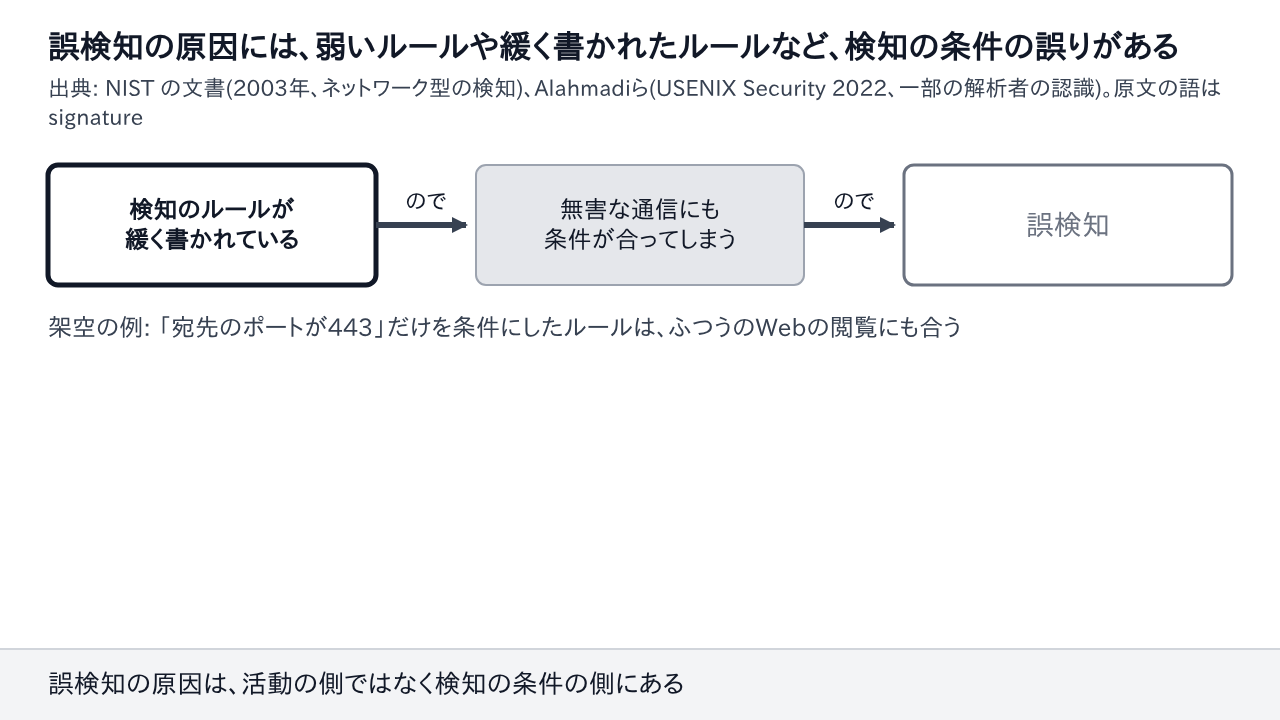 誤検知の原因には、弱いルールや緩く書かれたルールなど、検知の条件の誤りがある
出典: NIST の文書(2003年、ネットワーク型の検知)、Alahmadiら(USENIX Security 2022、一部の解析者の認識)。原文の語は
signature
検知のルールが
緩く書かれている
ので
無害な通信にも
条件が合ってしまう
ので
誤検知
架空の例: 「宛先のポートが443」だけを条件にしたルールは、ふつうのWebの閲覧にも合う
誤検知の原因は、活動の側ではなく検知の条件の側にある